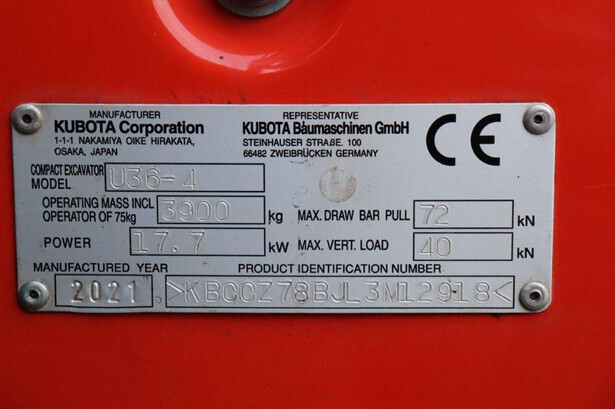 MANUFACTURER
KUBOTA Corporation
1-1-1 NAKAMIYA OIKE HIRAKATA,
OSAKA, JAPAN
REPRESENTATIVE
KUBOTA Baumaschinen GmbH
STEINHAUSER STRAßE. 100
66482 ZWEIBRÜCKEN GERMANY
CE
COMPACT EXCAVATOR
MODEL U36-4
OPERATING MASS INCL
OPERATOR OF 75kg 3900 kg
MAX. DRAW BAR PULL 72 kN
POWER 17.7 kW
MAX. VERT. LOAD 40 kN
MANUFACTURED YEAR
2021
PRODUCT IDENTIFICATION NUMBER
>KBCCZ78BJL3M12918<